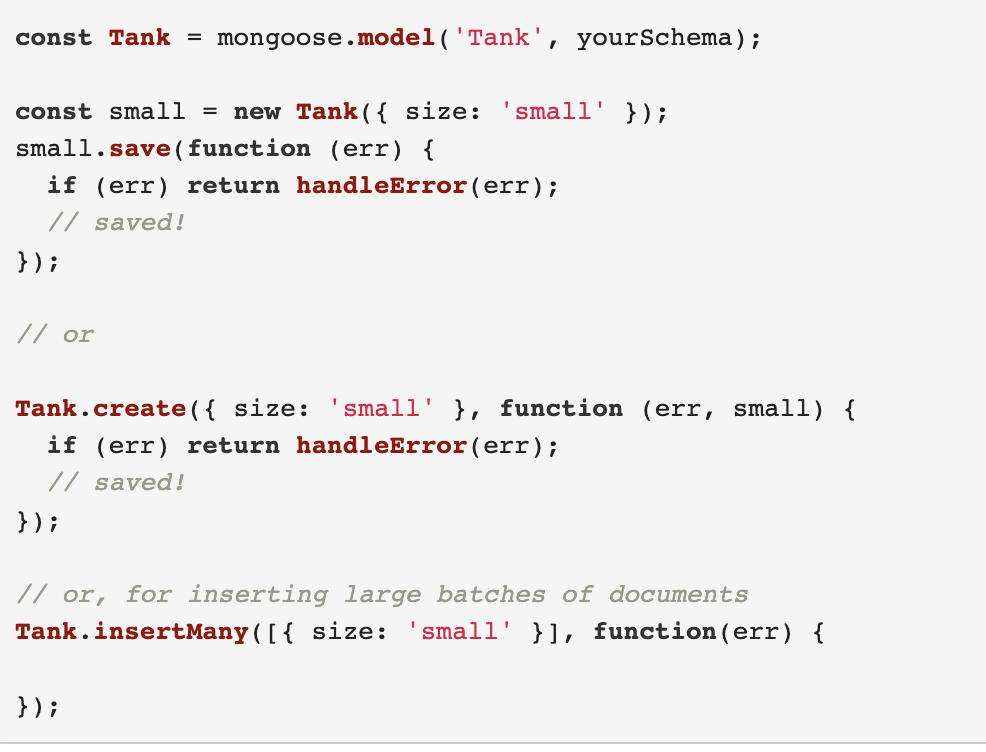 const Tank = mongoose.model('Tank', yourSchema);
const small = new Tank({ size: 'small' });
small.save(function (err) {
  if (err) return handleError(err);
  // saved!
});
// or
Tank.create({ size: 'small' }, function (err, small) {
  if (err) return handleError(err);
  // saved!
});
// or, for inserting large batches of documents
Tank.insertMany([{ size: 'small' }], function(err) {
});